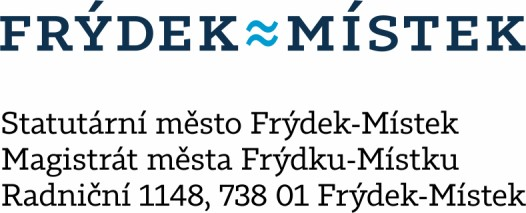 FRÝDEK≈MÍSTEK
Statutární město Frýdek-Místek
Magistrát města Frýdku-Místku
Radniční 1148, 738 01 Frýdek-Místek